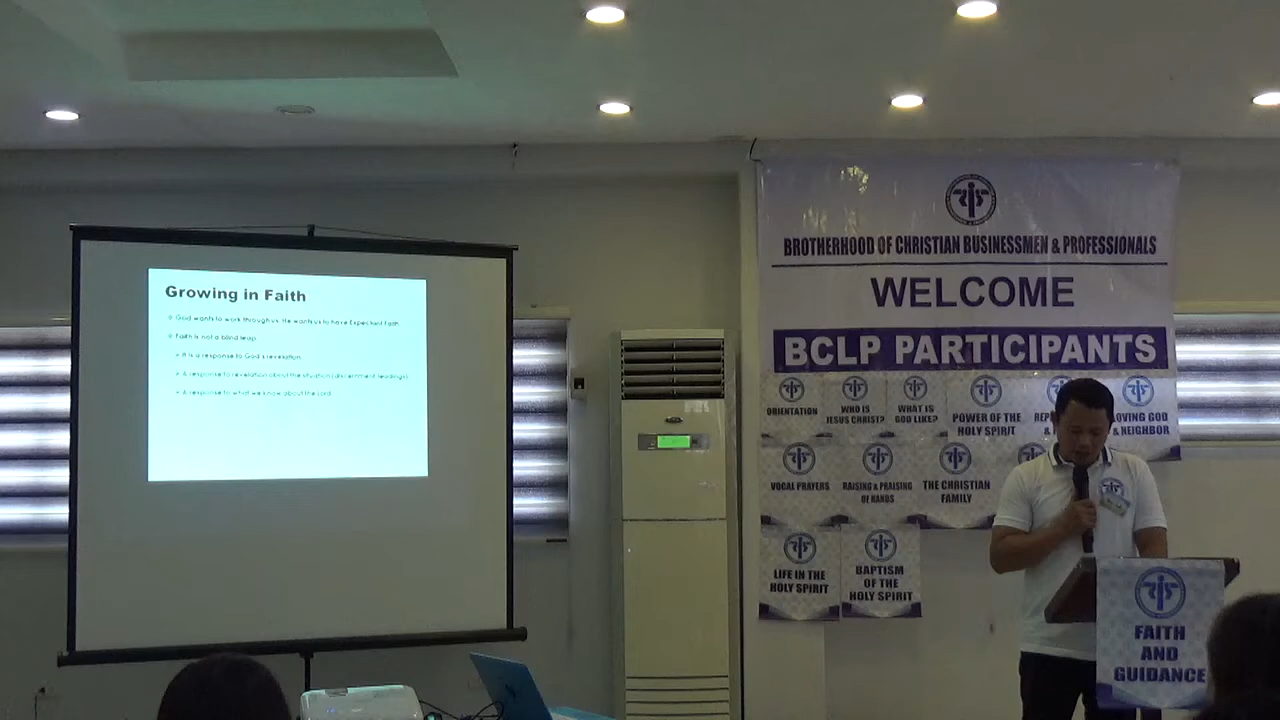 Growing in Faith
God wants to work through us. He wants us to have Expectant Faith.
Faith is not a blind leap.
It is a response to God's revelation.
A response to revelation about the situation (discernment leadings)
A response to what we know about the Lord.
BROTHERHOOD OF CHRISTIAN BUSINESSMEN & PROFESSIONALS
WELCOME
BCLP PARTICIPANTS
ORIENTATION
WHO IS
JESUS CHRIST?
WHAT IS
GOD LIKE?
POWER OF THE
HOLY SPIRIT
LOVING GOD
& NEIGHBOR
VOCAL PRAYERS
RAISING & PRAISING
OF HANDS
THE CHRISTIAN
FAMILY
LIFE IN THE
HOLY SPIRIT
BAPTISM
OF THE
HOLY SPIRIT
FAITH
AND
GUIDANCE